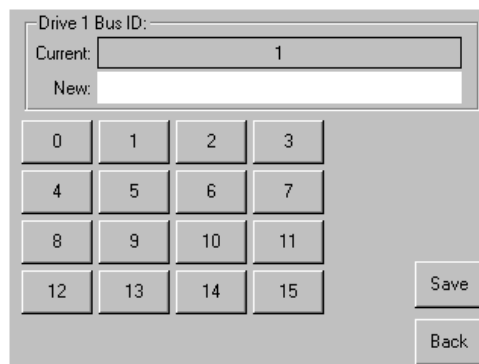 Drive 1 Bus ID:
Current: 1
New:
0 1 2 3
4 5 6 7
8 9 10 11
12 13 14 15
Save
Back